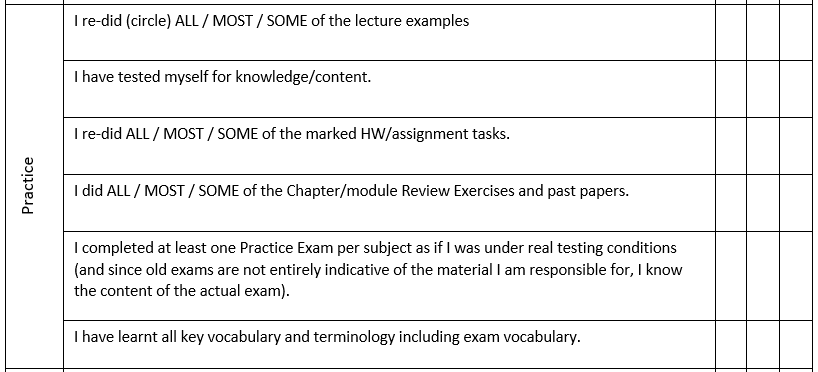 I re-did (circle) ALL / MOST / SOME of the lecture examples
I have tested myself for knowledge/content.
I re-did ALL / MOST / SOME of the marked HW/assignment tasks.
Practice
I did ALL / MOST / SOME of the Chapter/module Review Exercises and past papers.
I completed at least one Practice Exam per subject as if I was under real testing conditions
(and since old exams are not entirely indicative of the material I am responsible for, I know
the content of the actual exam).
I have learnt all key vocabulary and terminology including exam vocabulary.